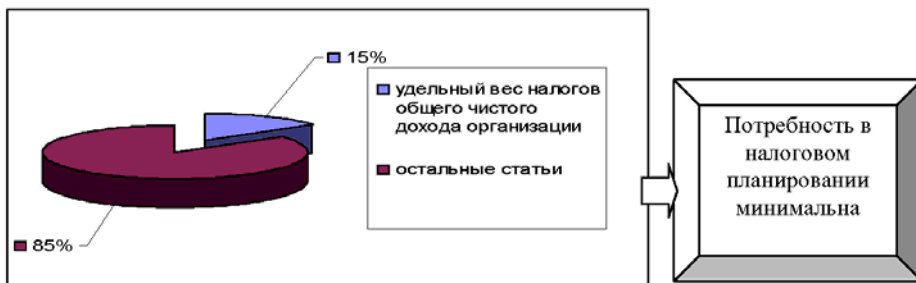 15%
удельный вес налогов
общего чистого
дохода организации
остальные статьи
85%
Потребность в
налоговом
планировании
минимальна